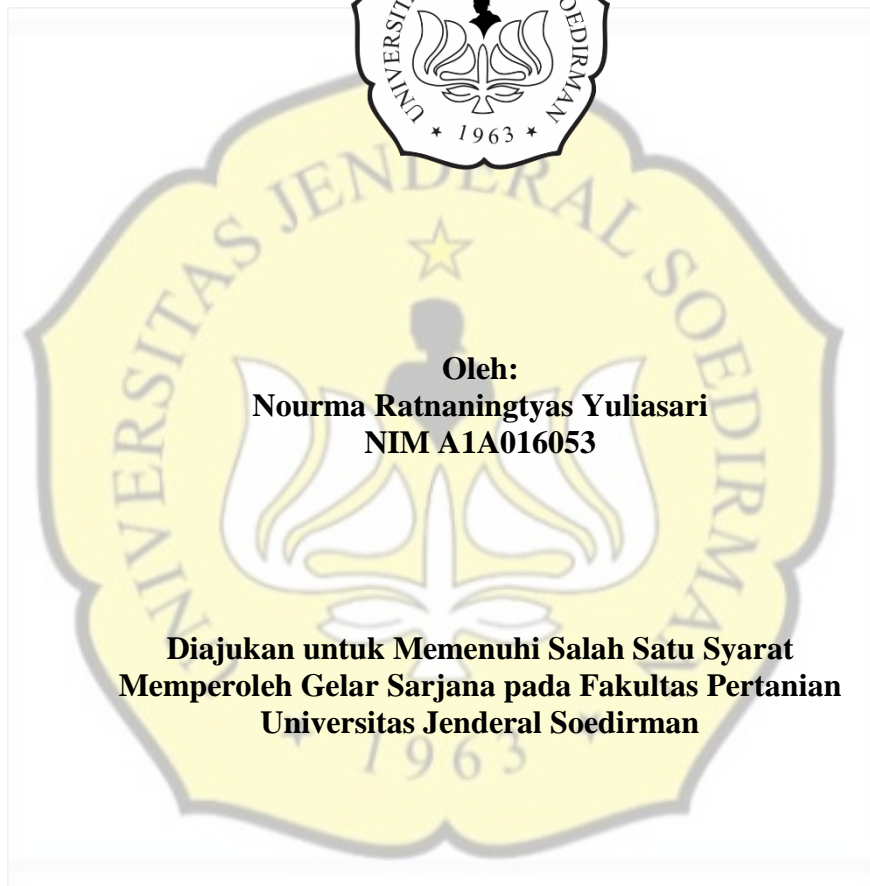 UNIVERSITAS JENDERAL SOEDIRMAN
* 1963 *
Oleh:
Nourma Ratnaningtyas Yuliasari
NIM A1A016053
Diajukan untuk Memenuhi Salah Satu Syarat
Memperoleh Gelar Sarjana pada Fakultas Pertanian
Universitas Jenderal Soedirman
* 1963 *